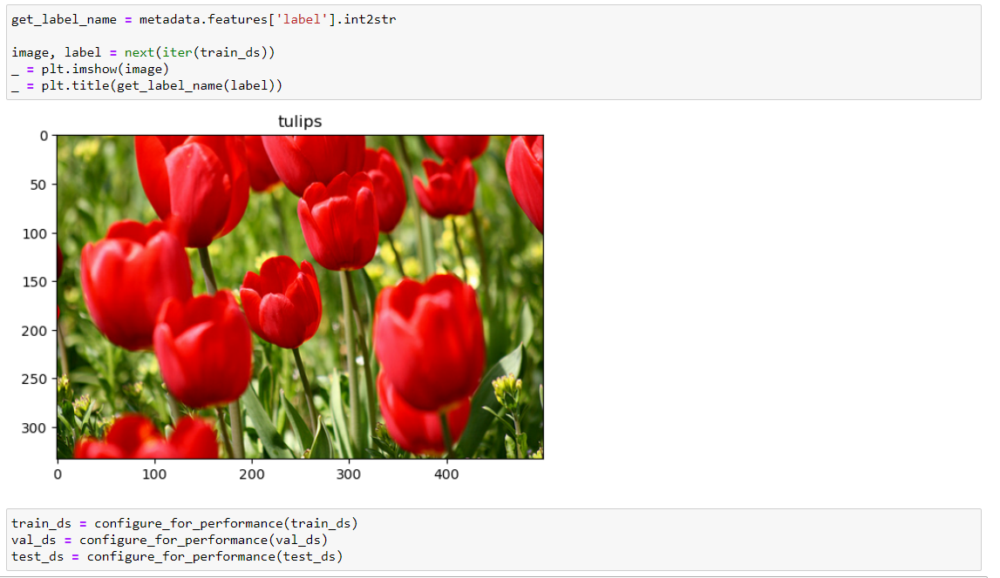 get_label_name = metadata.features['label'].int2str
image, label = next(iter(train_ds))
_ = plt.imshow(image)
_ = plt.title(get_label_name(label))
tulips
0
50
100
150
200
250
300
0 100 200 300 400
train_ds = configure_for_performance(train_ds)
val_ds = configure_for_performance(val_ds)
test_ds = configure_for_performance(test_ds)